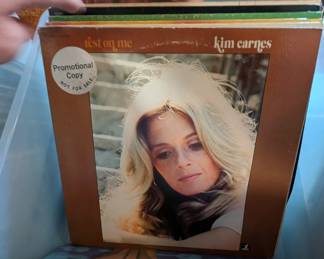 rest on me
kim carnes
Promotional
Copy
NOT FOR SALE